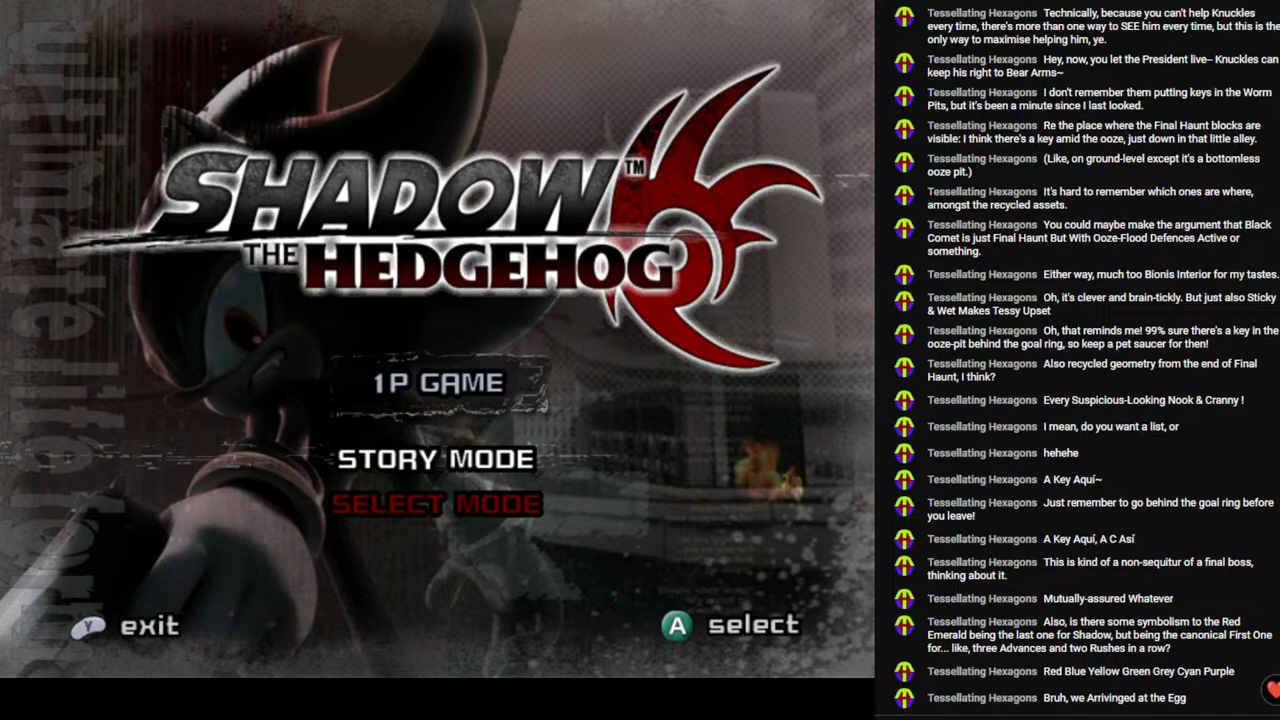 ultimate life form
SHADOW™
THE HEDGEHOG
1P GAME
STORY MODE
SELECT MODE
Y exit
A select
Tessellating Hexagons Technically, because you can't help Knuckles
every time, there's more than one way to SEE him every time, but this is the
only way to maximise helping him, ye.
Tessellating Hexagons Hey, now, you let the President live– Knuckles can
keep his right to Bear Arms~
Tessellating Hexagons I don't remember them putting keys in the Worm
Pits, but it's been a minute since I last looked.
Tessellating Hexagons Re the place where the Final Haunt blocks are
visible: I think there's a key amid the ooze, just down in that little alley.
Tessellating Hexagons (Like, on ground-level except it's a bottomless
ooze pit.)
Tessellating Hexagons It's hard to remember which ones are where,
amongst the recycled assets.
Tessellating Hexagons You could maybe make the argument that Black
Comet is just Final Haunt But With Ooze-Flood Defences Active or
something.
Tessellating Hexagons Either way, much too Bionis Interior for my tastes.
Tessellating Hexagons Oh, it's clever and brain-tickly. But just also Sticky
& Wet Makes Tessy Upset
Tessellating Hexagons Oh, that reminds me! 99% sure there's a key in the
ooze-pit behind the goal ring, so keep a pet saucer for then!
Tessellating Hexagons Also recycled geometry from the end of Final
Haunt, I think?
Tessellating Hexagons Every Suspicious-Looking Nook & Cranny !
Tessellating Hexagons I mean, do you want a list, or
Tessellating Hexagons hehehe
Tessellating Hexagons A Key Aquí~
Tessellating Hexagons Just remember to go behind the goal ring before
you leave!
Tessellating Hexagons A Key Aquí, A C Así
Tessellating Hexagons This is kind of a non-sequitur of a final boss,
thinking about it.
Tessellating Hexagons Mutually-assured Whatever
Tessellating Hexagons Also, is there some symbolism to the Red
Emerald being the last one for Shadow, but being the canonical First One
for... like, three Advances and two Rushes in a row?
Tessellating Hexagons Red Blue Yellow Green Grey Cyan Purple
Tessellating Hexagons Bruh, we Arrivinged at the Egg